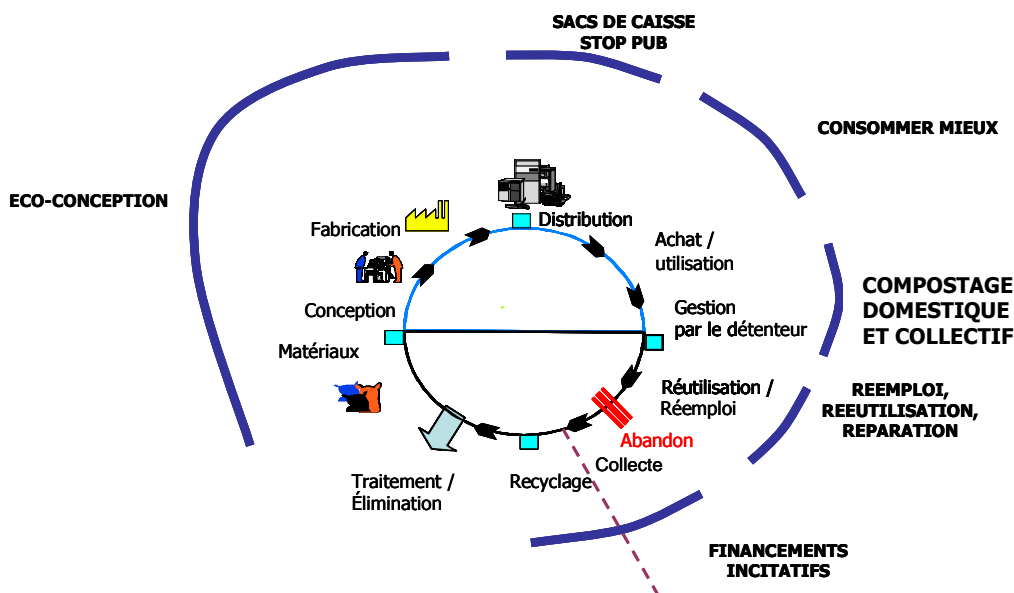 SACS DE CAISSE
STOP PUB
CONSOMMER MIEUX
ECO-CONCEPTION
Distribution
Fabrication
Achat /
utilisation
COMPOSTAGE
DOMESTIQUE
ET COLLECTIF
Conception
Gestion
par le détenteur
Matériaux
Réutilisation /
Réemploi
REEMPLOI,
REEUTILISATION,
REPARATION
Abandon
Collecte
Recyclage
Traitement /
Élimination
FINANCEMENTS
INCITATIFS